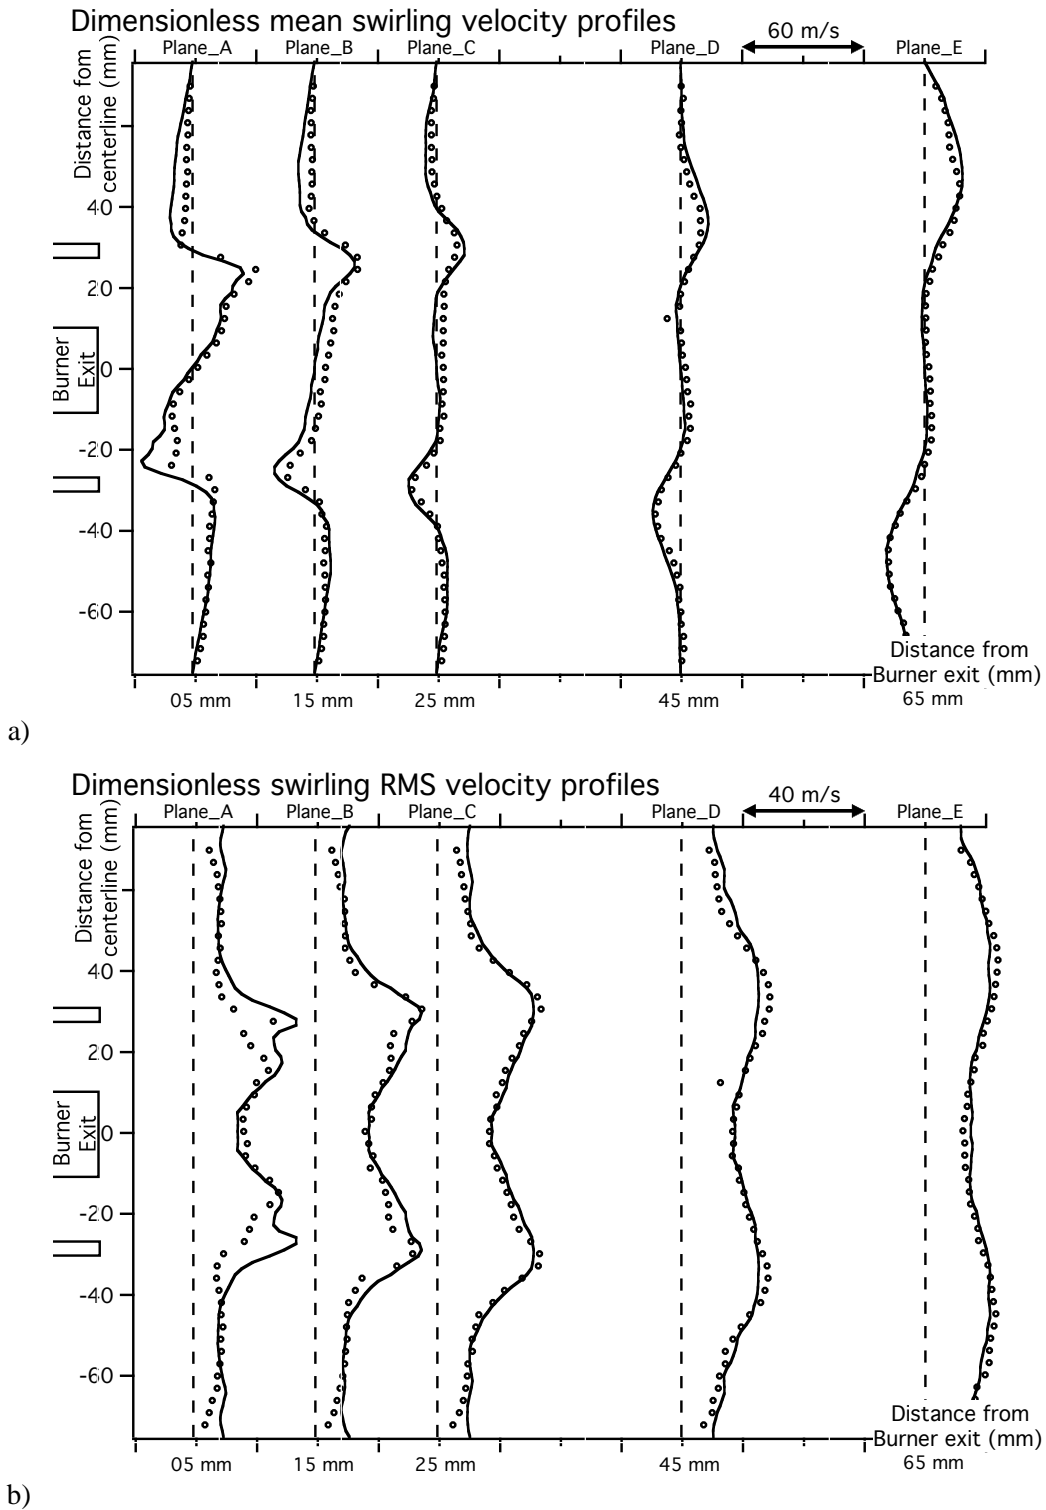 Dimensionless mean swirling velocity profiles
Plane_A Plane_B Plane_C Plane_D 60 m/s Plane_E
Distance fom
centerline (mm)
40
20
0
-20
-40
-60
Burner
Exit
Distance from
Burner exit (mm)
05 mm 15 mm 25 mm 45 mm 65 mm
a)
Dimensionless swirling RMS velocity profiles
Plane_A Plane_B Plane_C Plane_D 40 m/s Plane_E
Distance fom
centerline (mm)
40
20
0
-20
-40
-60
Burner
Exit
Distance from
Burner exit (mm)
05 mm 15 mm 25 mm 45 mm 65 mm
b)